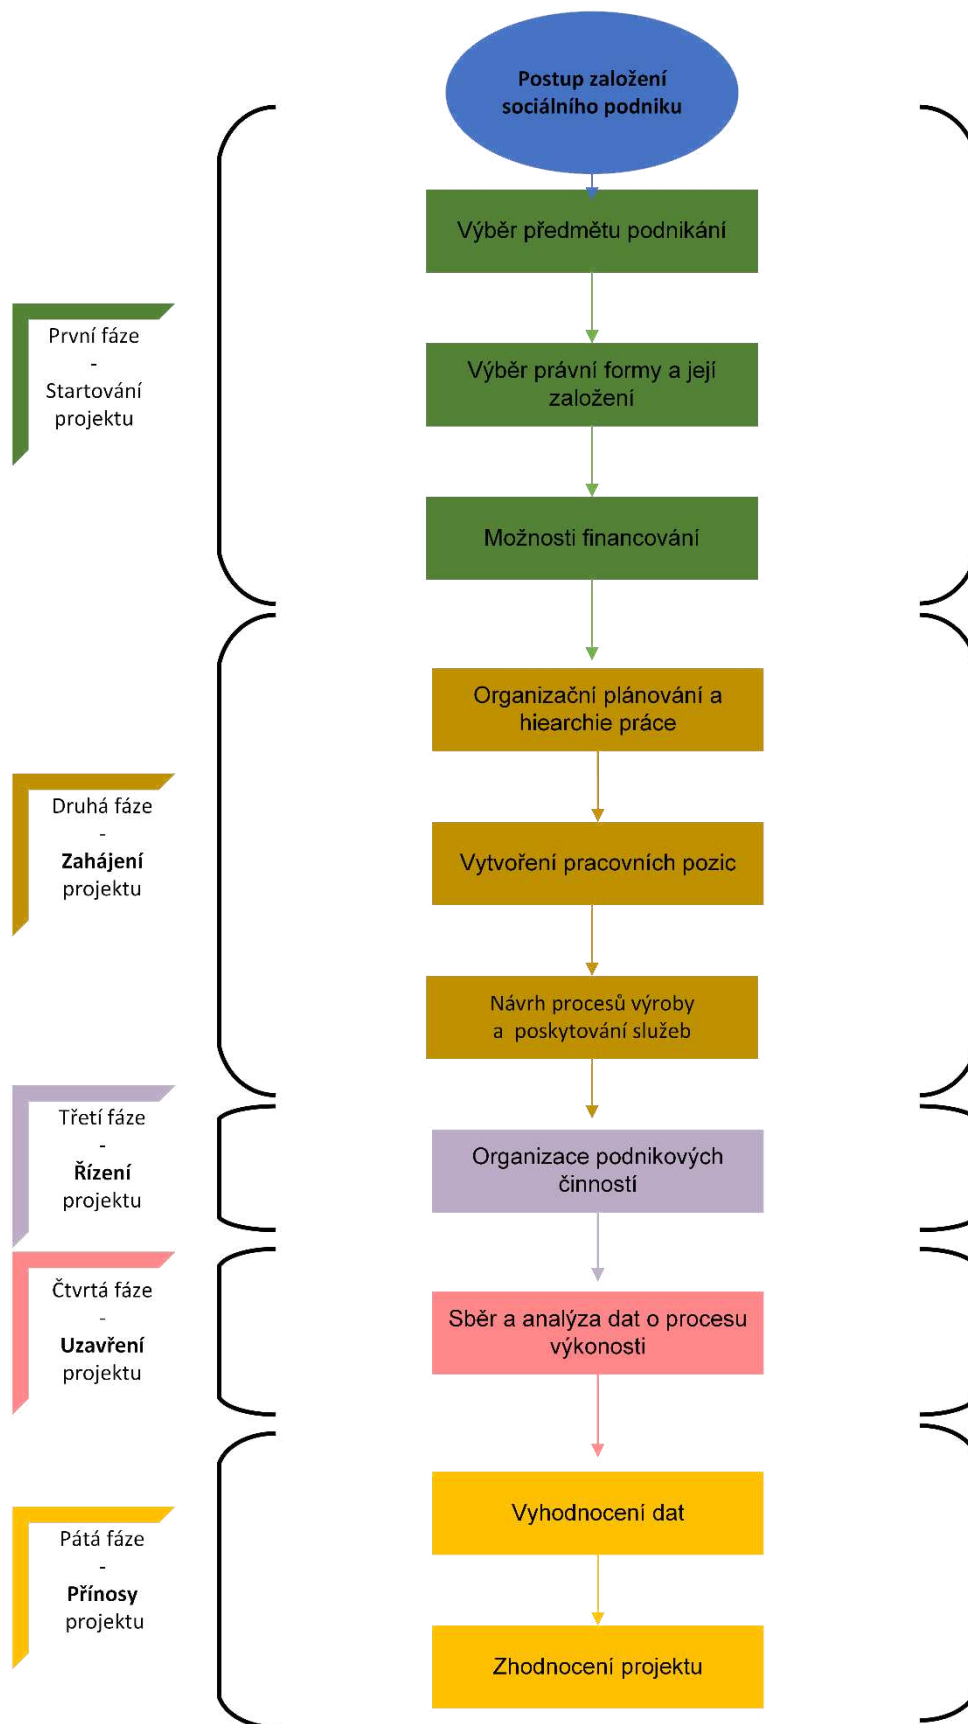 Postup založení
sociálního podniku
Výběr předmětu podnikání
První fáze
-
Startování
projektu
Výběr právní formy a její
založení
Možnosti financování
Organizační plánování a
hiearchie práce
Druhá fáze
-
Zahájení
projektu
Vytvoření pracovních pozic
Návrh procesů výroby
a poskytování služeb
Třetí fáze
-
Řízení
projektu
Organizace podnikových
činností
Čtvrtá fáze
-
Uzavření
projektu
Sběr a analýza dat o procesu
výkonosti
Vyhodnocení dat
Pátá fáze
-
Přínosy
projektu
Zhodnocení projektu